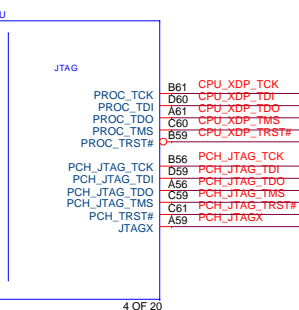 U
JTAG
PROC_TCK B61 CPU_XDP_TCK
PROC_TDI D60 CPU_XDP_TDI
PROC_TDO A61 CPU_XDP_TDO
PROC_TMS C60 CPU_XDP_TMS
PROC_TRST# B59 CPU_XDP_TRST#
PCH_JTAG_TCK B56 PCH_JTAG_TCK
PCH_JTAG_TDI D59 PCH_JTAG_TDI
PCH_JTAG_TDO A56 PCH_JTAG_TDO
PCH_JTAG_TMS C59 PCH_JTAG_TMS
PCH_TRST# C61 PCH_JTAG_TRST#
JTAGX A59 PCH_JTAGX
4 OF 20